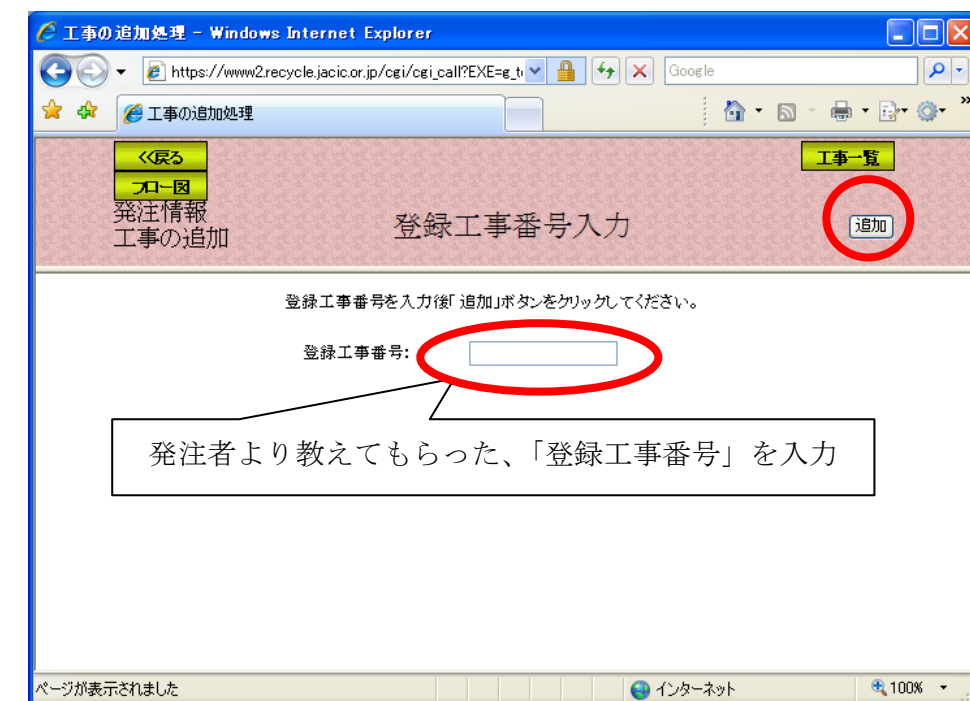 工事の追加処理 - Windows Internet Explorer
https://www2.recycle.jacic.or.jp/cgi/cgi_call?EXE=g_t
Google
工事の追加処理
<<戻る
工事一覧
フロー図
発注情報
工事の追加
登録工事番号入力
追加
登録工事番号を入力後「追加」ボタンをクリックしてください。
登録工事番号:
発注者より教えてもらった、「登録工事番号」を入力
ページが表示されました
インターネット
100%